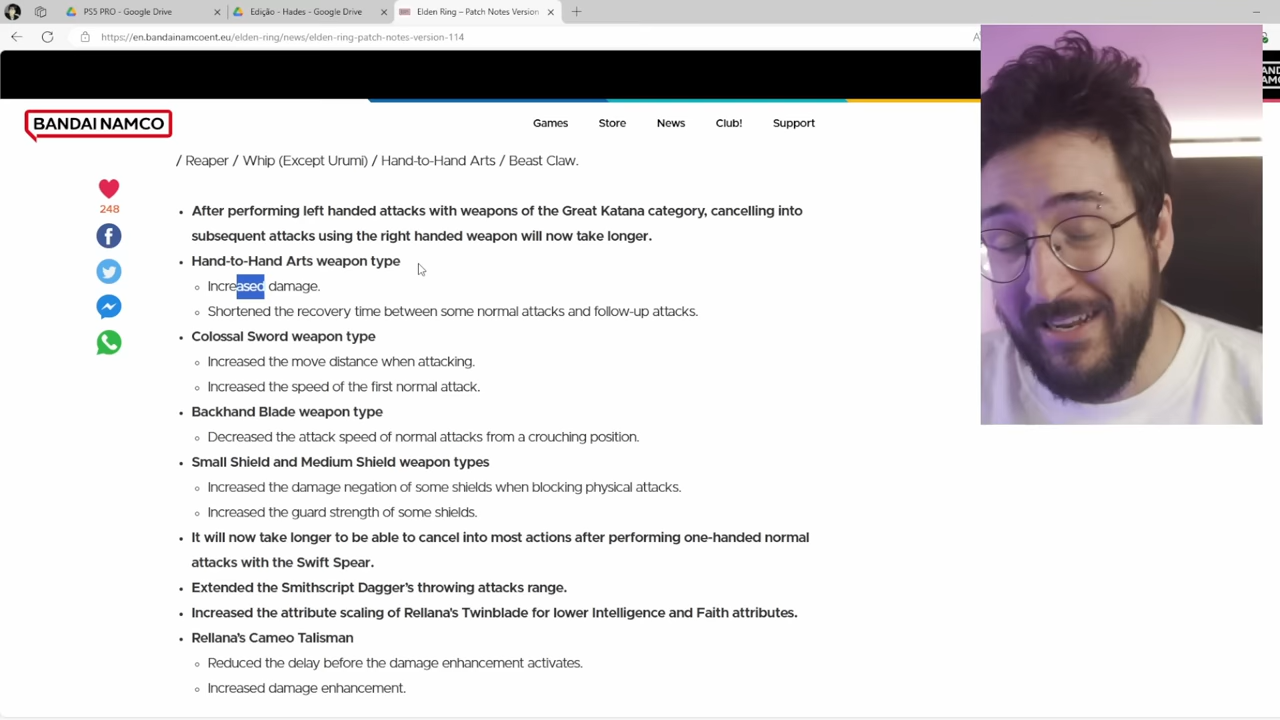 PS5 PRO - Google Drive
Edição - Hades - Google Drive
Elden Ring – Patch Notes Version
https://en.bandainamcoent.eu/elden-ring/news/elden-ring-patch-notes-version-114
BANDAI NAMCO
Games Store News Club! Support
/ Reaper / Whip (Except Urumi) / Hand-to-Hand Arts / Beast Claw.
248
After performing left handed attacks with weapons of the Great Katana category, cancelling into
subsequent attacks using the right handed weapon will now take longer.
Hand-to-Hand Arts weapon type
Increased damage.
Shortened the recovery time between some normal attacks and follow-up attacks.
Colossal Sword weapon type
Increased the move distance when attacking.
Increased the speed of the first normal attack.
Backhand Blade weapon type
Decreased the attack speed of normal attacks from a crouching position.
Small Shield and Medium Shield weapon types
Increased the damage negation of some shields when blocking physical attacks.
Increased the guard strength of some shields.
It will now take longer to be able to cancel into most actions after performing one-handed normal
attacks with the Swift Spear.
Extended the Smithscript Dagger's throwing attacks range.
Increased the attribute scaling of Rellana's Twinblade for lower Intelligence and Faith attributes.
Rellana's Cameo Talisman
Reduced the delay before the damage enhancement activates.
Increased damage enhancement.